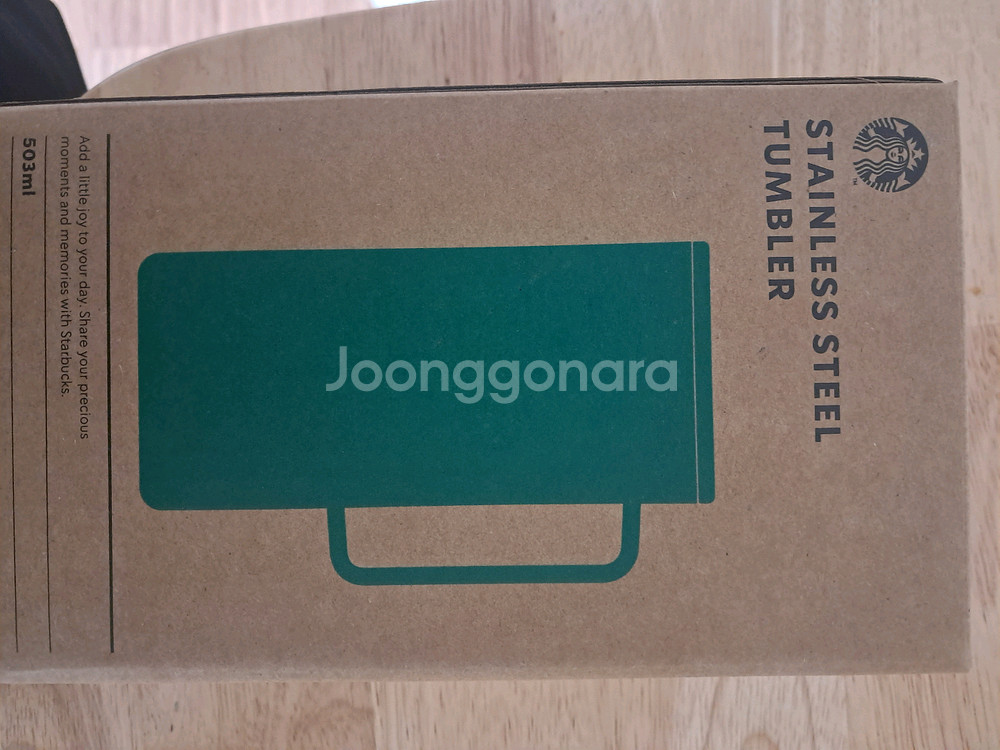 STAINLESS STEEL
TUMBLER
Joonggonara
Add a little joy to your day. Share your precious
moments and memories with Starbucks.
503ml